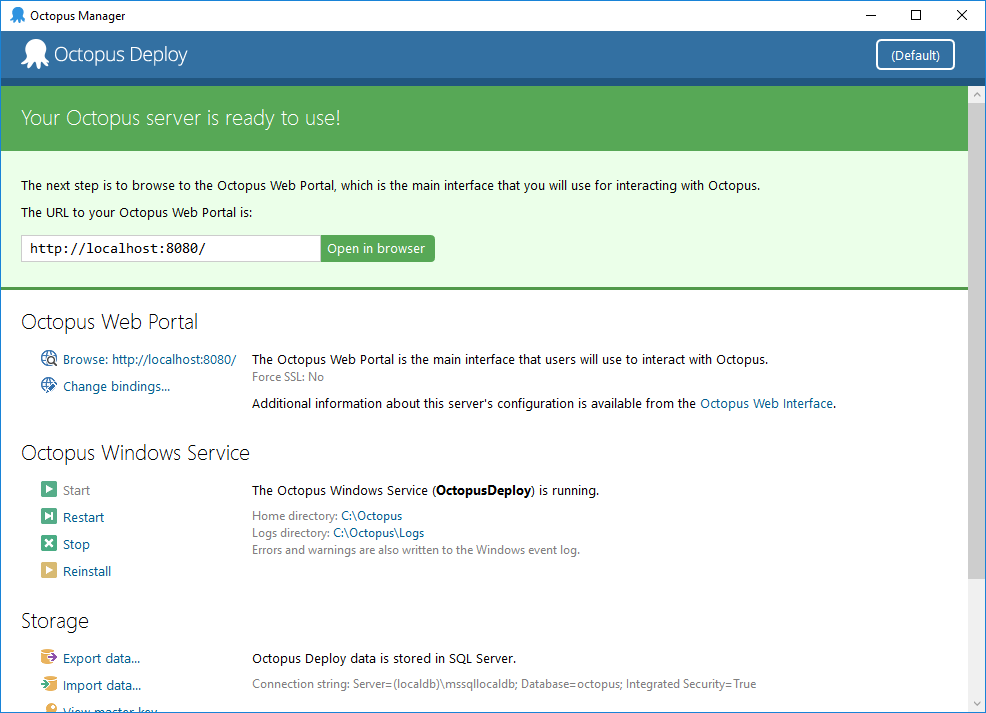 Octopus Manager
Octopus Deploy
(Default)
Your Octopus server is ready to use!
The next step is to browse to the Octopus Web Portal, which is the main interface that you will use for interacting with Octopus.
The URL to your Octopus Web Portal is:
http://localhost:8080/
Open in browser
Octopus Web Portal
Browse: http://localhost:8080/
Change bindings...
The Octopus Web Portal is the main interface that users will use to interact with Octopus.
Force SSL: No
Additional information about this server's configuration is available from the Octopus Web Interface.
Octopus Windows Service
Start
Restart
Stop
Reinstall
The Octopus Windows Service (OctopusDeploy) is running.
Home directory: C:\Octopus
Logs directory: C:\Octopus\Logs
Errors and warnings are also written to the Windows event log.
Storage
Export data...
Import data...
View master key
Octopus Deploy data is stored in SQL Server.
Connection string: Server=(localdb)\mssqllocaldb; Database=octopus; Integrated Security=True